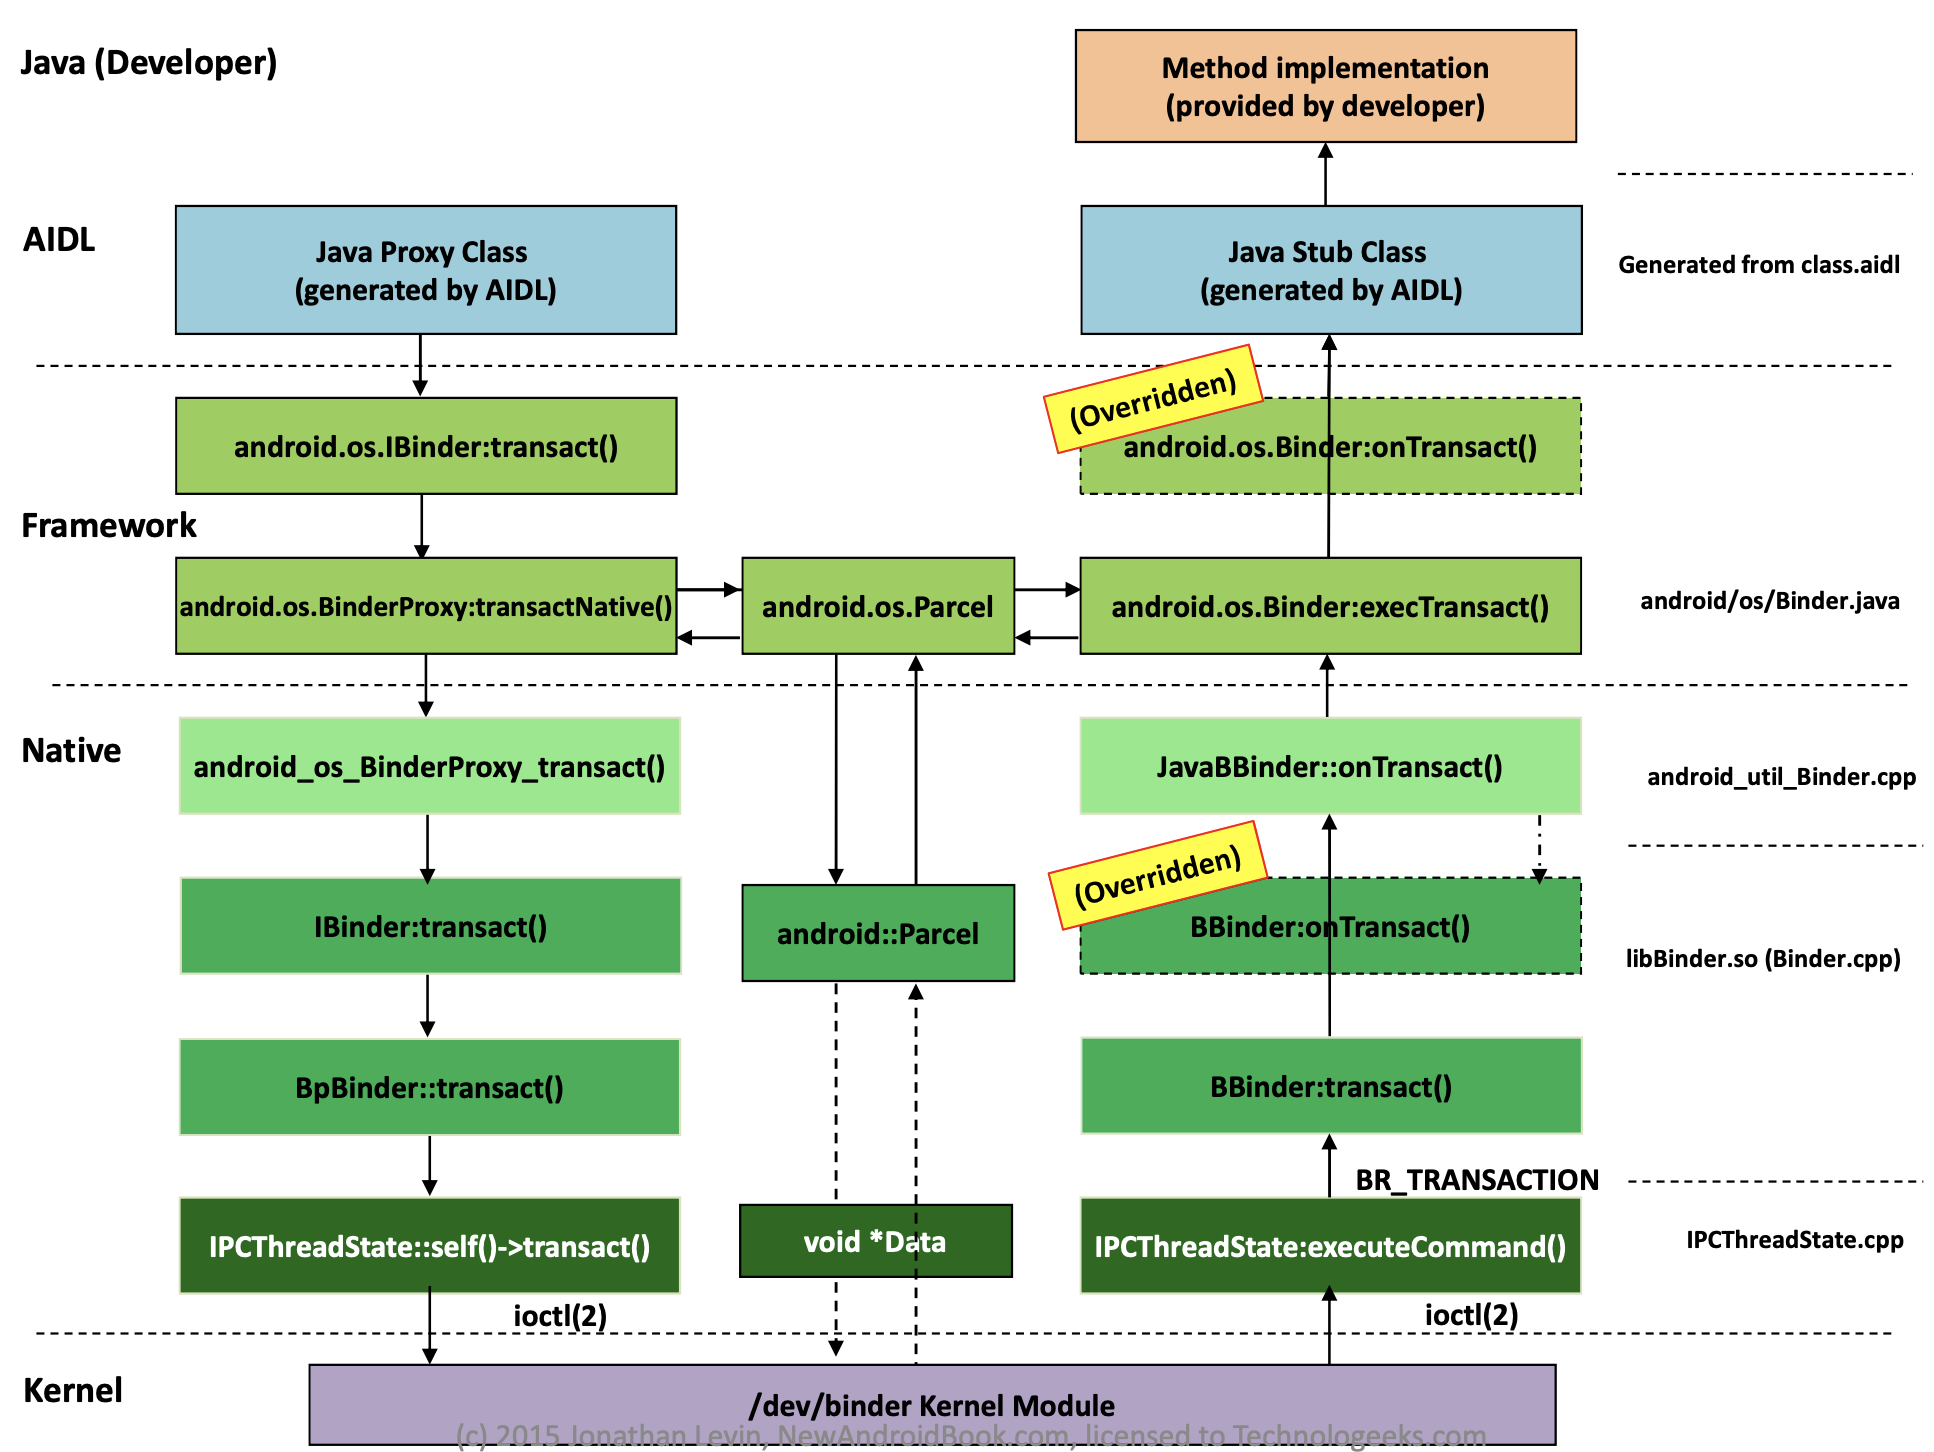 Java (Developer)
Method implementation
(provided by developer)
AIDL
Java Proxy Class
(generated by AIDL)
Java Stub Class
(generated by AIDL)
Generated from class.aidl
(Overridden)
android.os.IBinder:transact()
android.os.Binder:onTransact()
Framework
android.os.BinderProxy:transactNative()
android.os.Parcel
android.os.Binder:execTransact()
android/os/Binder.java
Native
android_os_BinderProxy_transact()
JavaBBinder::onTransact()
android_util_Binder.cpp
(Overridden)
IBinder:transact()
android::Parcel
BBinder:onTransact()
libBinder.so (Binder.cpp)
BpBinder::transact()
BBinder:transact()
BR_TRANSACTION
IPCThreadState::self()->transact()
void *Data
IPCThreadState:executeCommand()
IPCThreadState.cpp
ioctl(2)
ioctl(2)
Kernel
/dev/binder Kernel Module
(c) 2015 Jonathan Levin, NewAndroidBook.com, licensed to Technologeeks.com